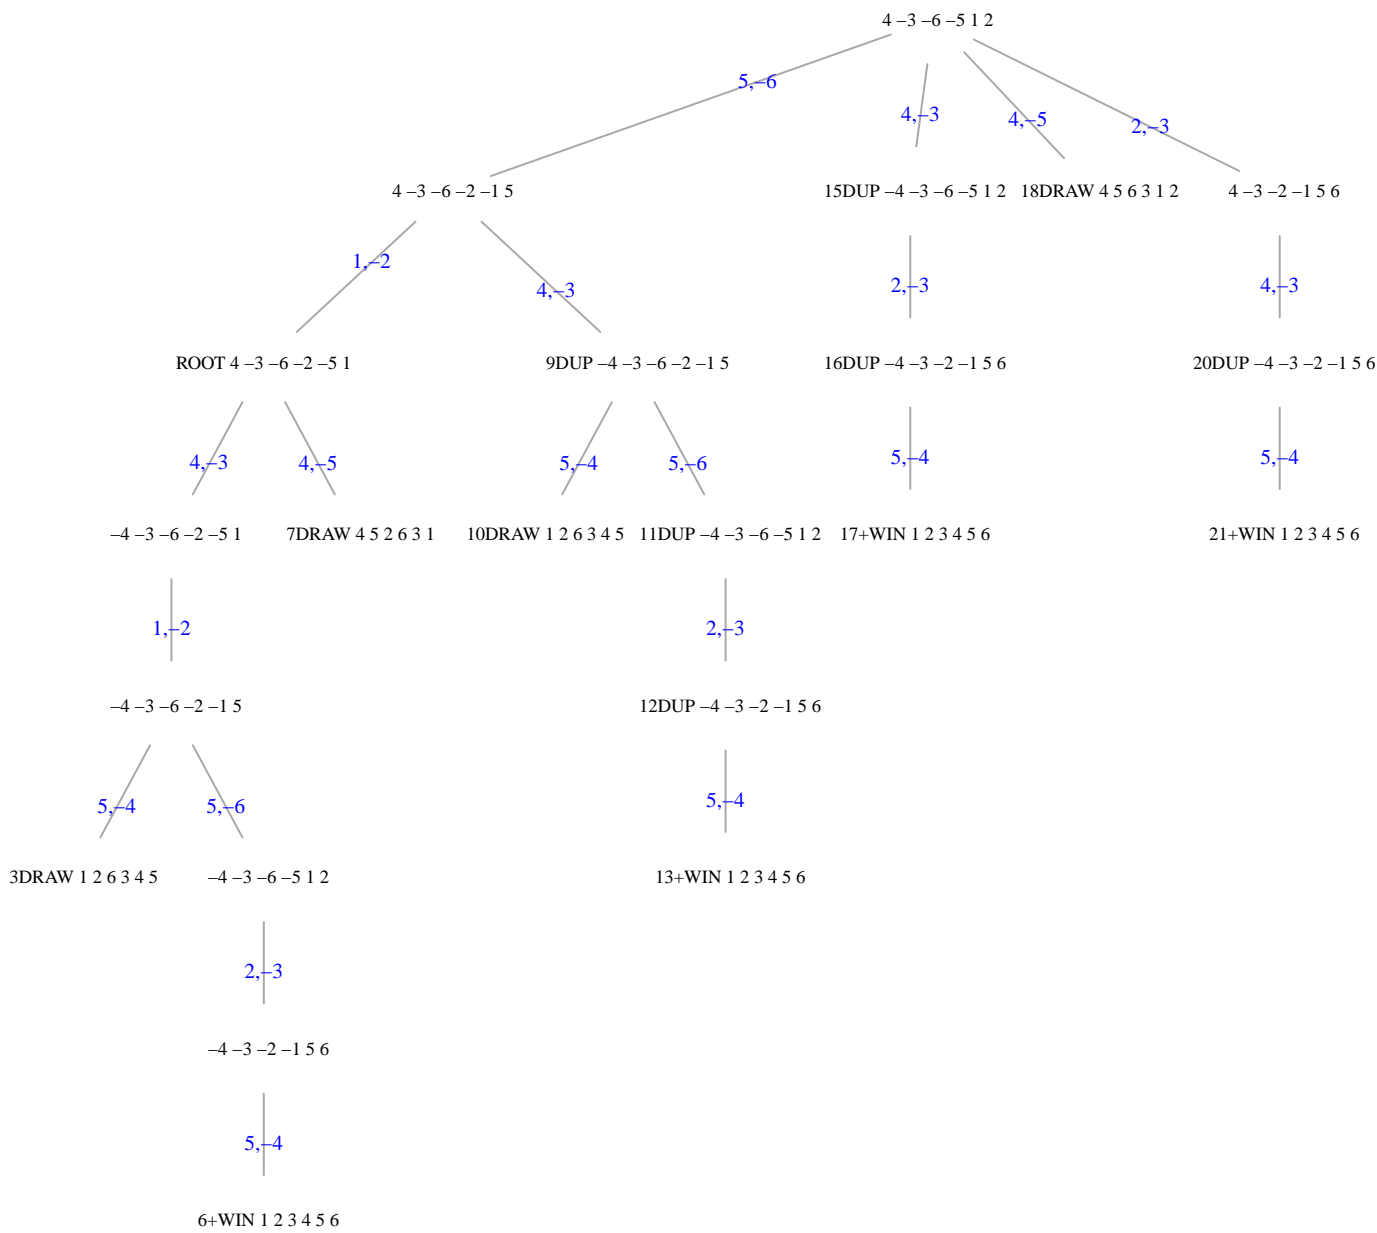 4 –3 –6 –5 1 2
5,–6
4,–3
4,–5
2,–3
4 –3 –6 –2 –1 5
15DUP –4 –3 –6 –5 1 2
18DRAW 4 5 6 3 1 2
4 –3 –2 –1 5 6
1,–2
4,–3
2,–3
4,–3
ROOT 4 –3 –6 –2 –5 1
9DUP –4 –3 –6 –2 –1 5
16DUP –4 –3 –2 –1 5 6
20DUP –4 –3 –2 –1 5 6
4,–3
4,–5
5,–4
5,–6
5,–4
5,–4
–4 –3 –6 –2 –5 1
7DRAW 4 5 2 6 3 1
10DRAW 1 2 6 3 4 5
11DUP –4 –3 –6 –5 1 2
17+WIN 1 2 3 4 5 6
21+WIN 1 2 3 4 5 6
1,–2
2,–3
–4 –3 –6 –2 –1 5
12DUP –4 –3 –2 –1 5 6
5,–4
5,–6
5,–4
3DRAW 1 2 6 3 4 5
–4 –3 –6 –5 1 2
13+WIN 1 2 3 4 5 6
2,–3
–4 –3 –2 –1 5 6
5,–4
6+WIN 1 2 3 4 5 6